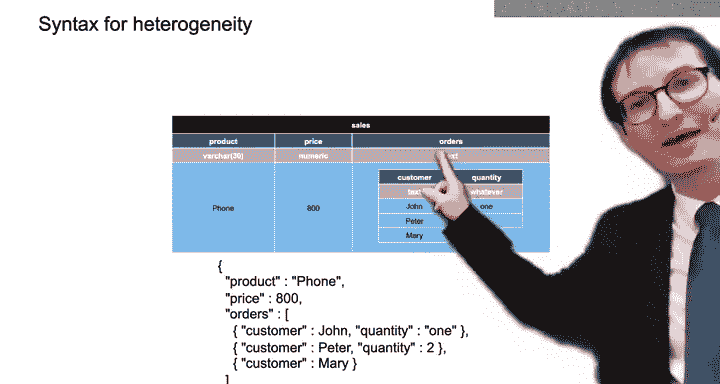 Syntax for heterogeneity
sales
product price orders
varchar(30) numeric
customer quantity
whatever
Phone 800 John one
Peter
Mary
{
"product" : "Phone",
"price" : 800,
"orders" : [
{ "customer" : John, "quantity" : "one" },
{ "customer" : Peter, "quantity" : 2 },
{ "customer" : Mary }
]